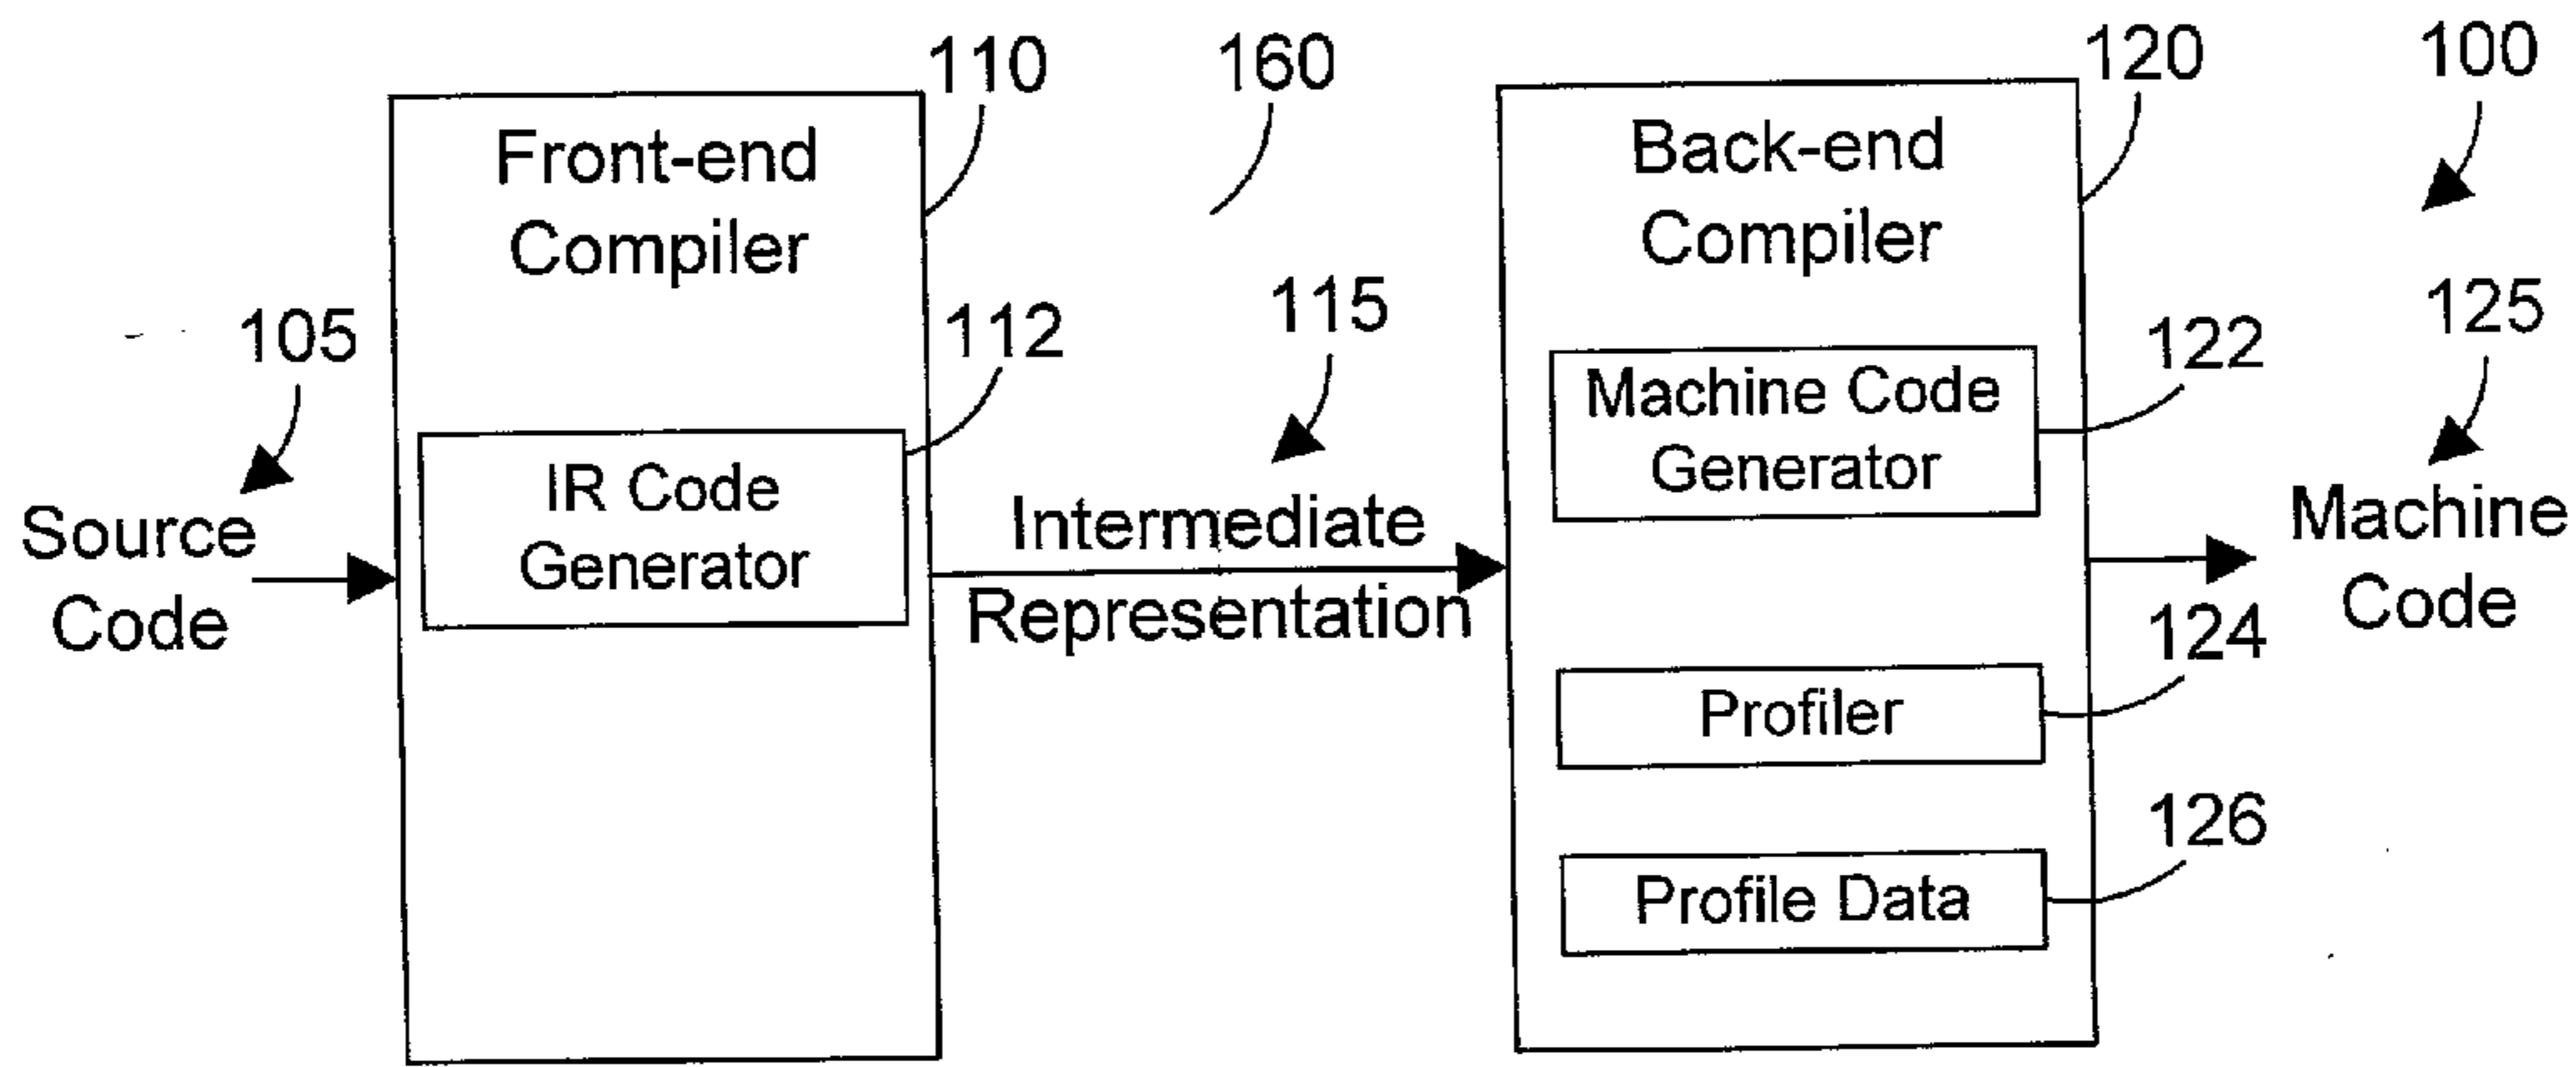 110
160
120
100
Front-end
Compiler
Back-end
Compiler
105
112
115
122
125
Source
Code
IR Code
Generator
Intermediate
Representation
Machine Code
Generator
Machine
Code
124
Profiler
126
Profile Data